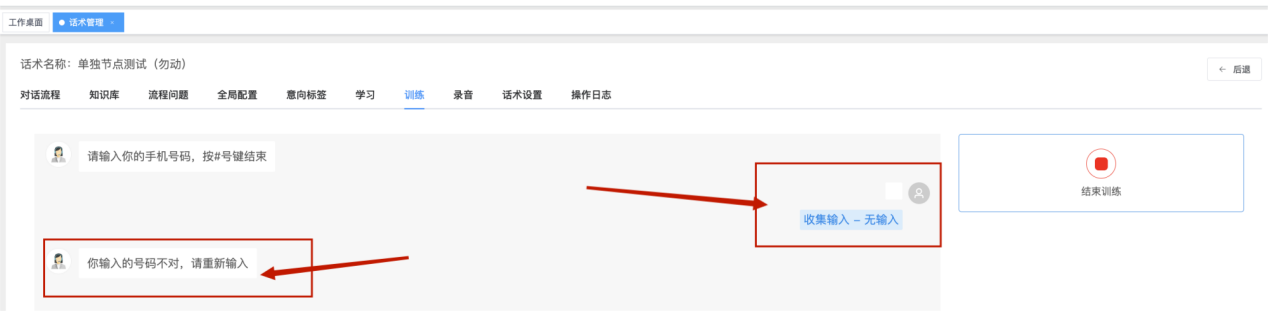 工作桌面 ● 话术管理 ×
话术名称：单独节点测试（勿动）
← 后退
对话流程 知识库 流程问题 全局配置 意向标签 学习 训练 录音 话术设置 操作日志
请输入你的手机号码，按#号键结束
收集输入 – 无输入
结束训练
你输入的号码不对，请重新输入